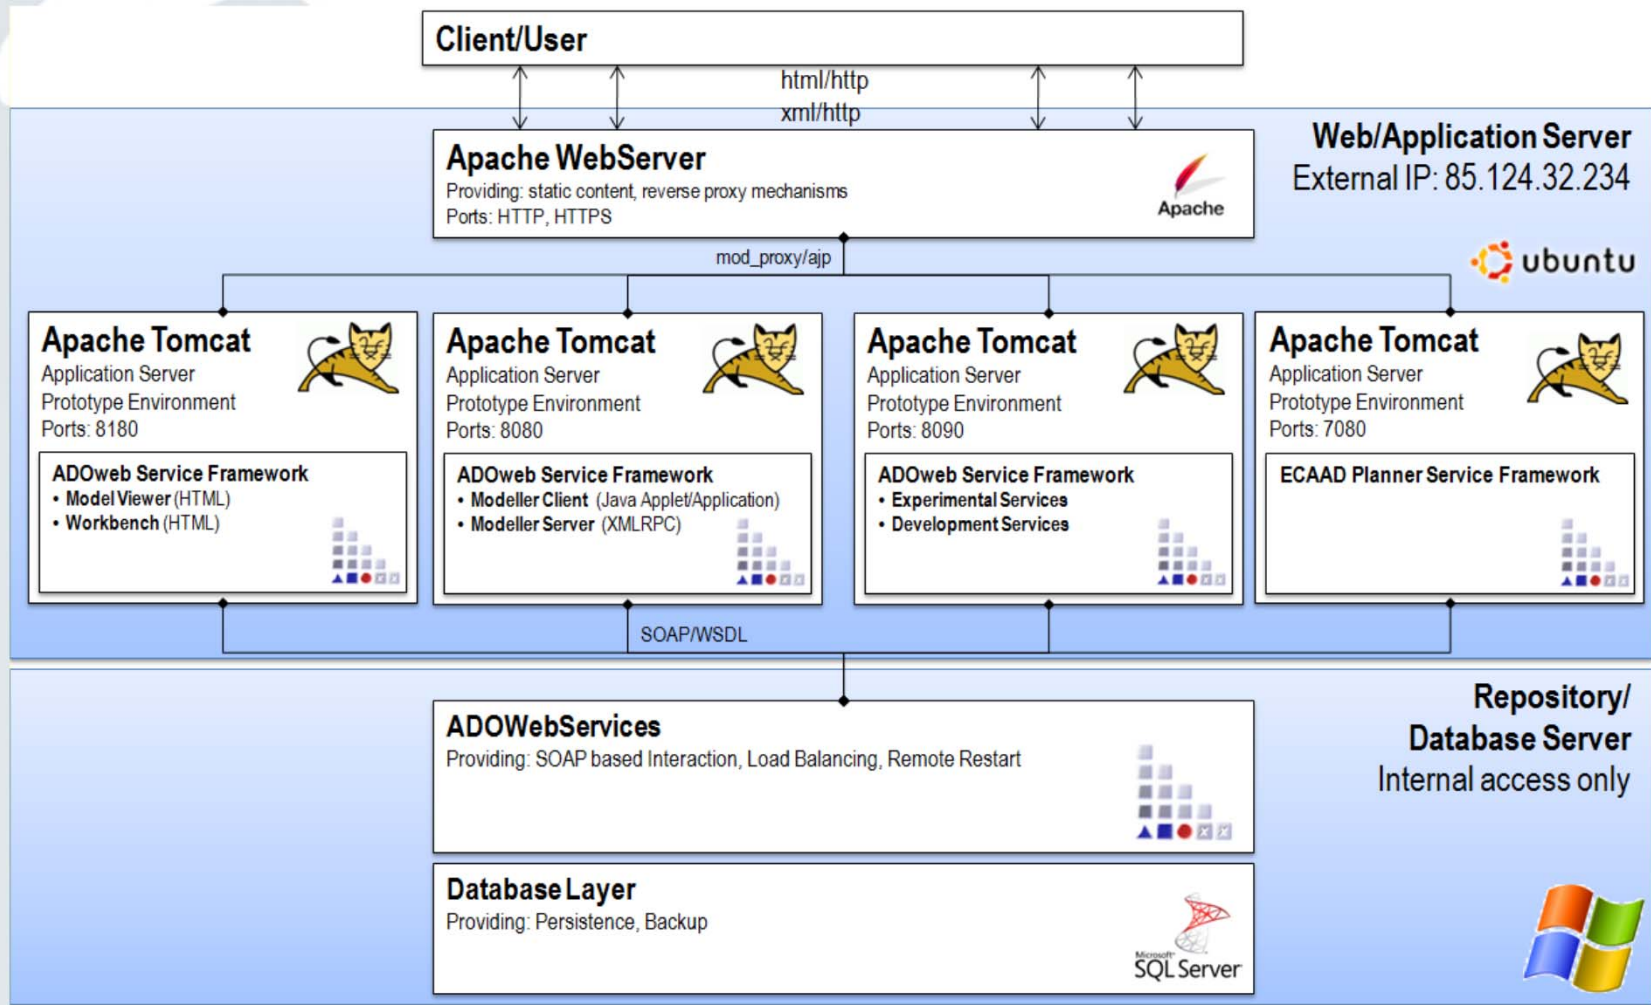 Client/User
html/http
xml/http
Web/Application Server
External IP: 85.124.32.234
Apache WebServer
Providing: static content, reverse proxy mechanisms
Ports: HTTP, HTTPS
Apache
mod_proxy/ajp
ubuntu
Apache Tomcat
Application Server
Prototype Environment
Ports: 8180
ADOweb Service Framework
• Model Viewer (HTML)
• Workbench (HTML)
Apache Tomcat
Application Server
Prototype Environment
Ports: 8080
ADOweb Service Framework
• Modeller Client (Java Applet/Application)
• Modeller Server (XMLRPC)
Apache Tomcat
Application Server
Prototype Environment
Ports: 8090
ADOweb Service Framework
• Experimental Services
• Development Services
Apache Tomcat
Application Server
Prototype Environment
Ports: 7080
ECAAD Planner Service Framework
SOAP/WSDL
Repository/
Database Server
Internal access only
ADOWebServices
Providing: SOAP based Interaction, Load Balancing, Remote Restart
Database Layer
Providing: Persistence, Backup
Microsoft
SQL Server